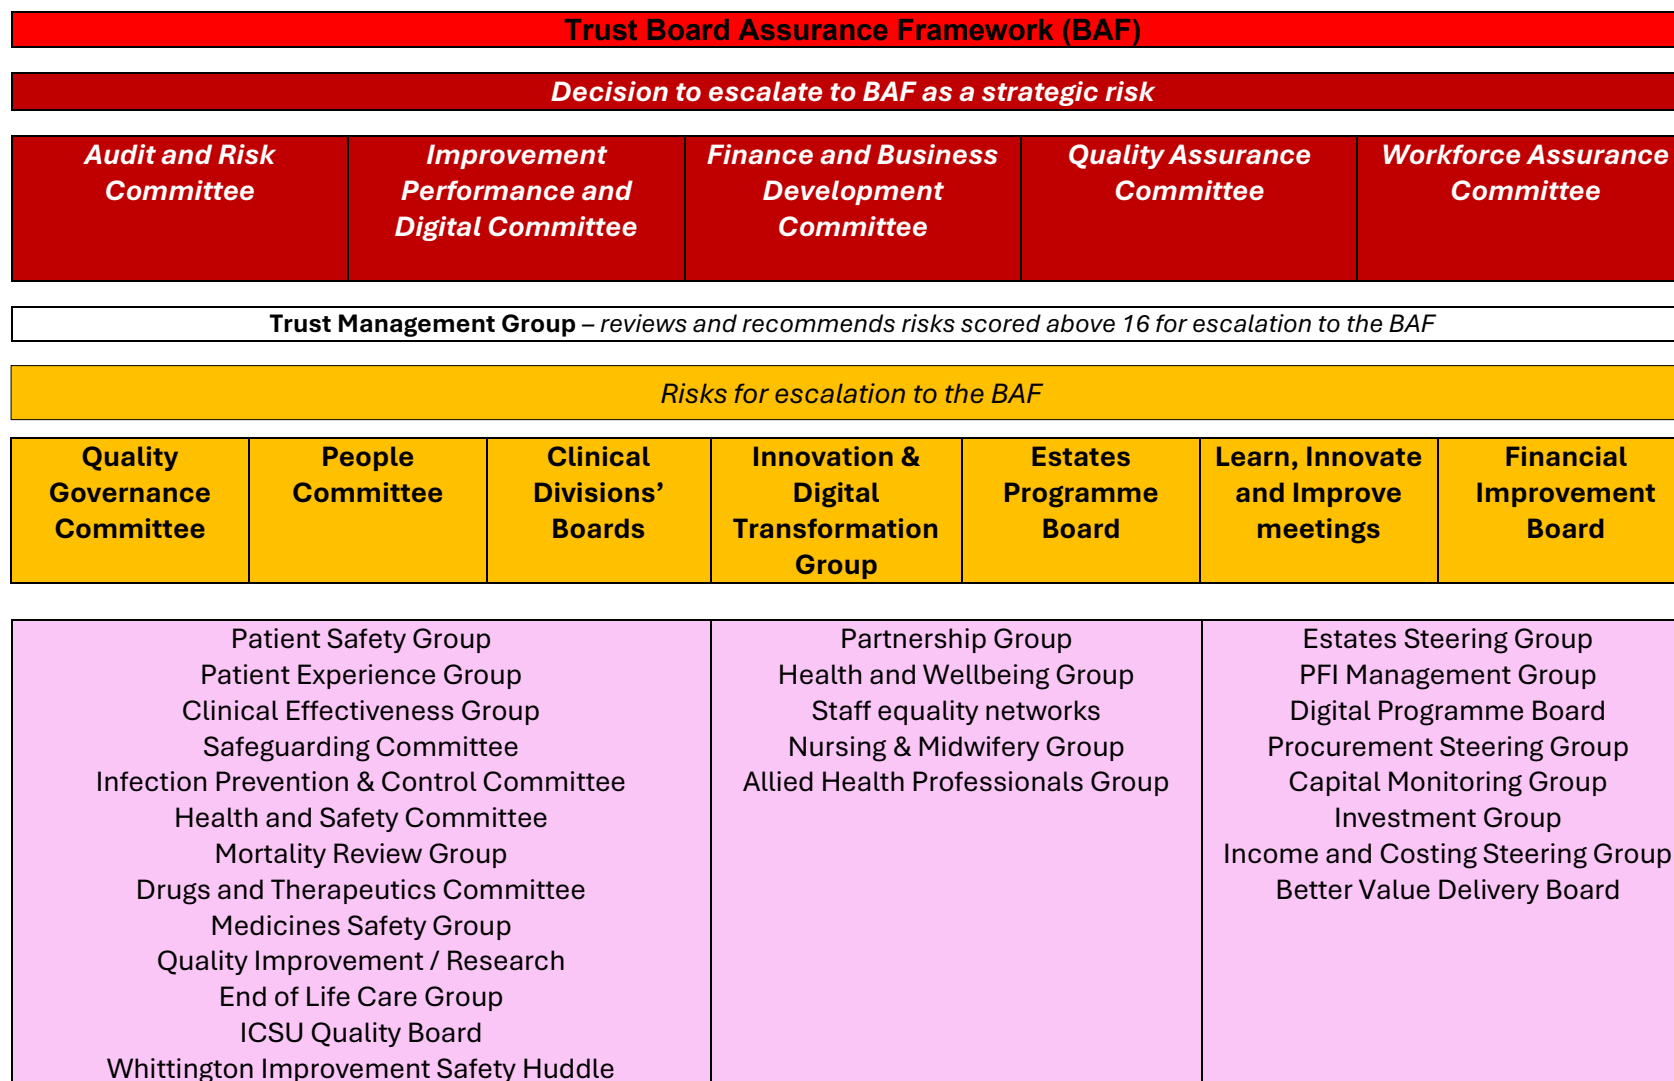 Trust Board Assurance Framework (BAF)
Decision to escalate to BAF as a strategic risk
Audit and Risk
Committee
Improvement
Performance and
Digital Committee
Finance and Business
Development
Committee
Quality Assurance
Committee
Workforce Assurance
Committee
Trust Management Group – reviews and recommends risks scored above 16 for escalation to the BAF
Risks for escalation to the BAF
Quality
Governance
Committee
People
Committee
Clinical
Divisions’
Boards
Innovation &
Digital
Transformation
Group
Estates
Programme
Board
Learn, Innovate
and Improve
meetings
Financial
Improvement
Board
Patient Safety Group
Patient Experience Group
Clinical Effectiveness Group
Safeguarding Committee
Infection Prevention & Control Committee
Health and Safety Committee
Mortality Review Group
Drugs and Therapeutics Committee
Medicines Safety Group
Quality Improvement / Research
End of Life Care Group
ICSU Quality Board
Whittington Improvement Safety Huddle
Partnership Group
Health and Wellbeing Group
Staff equality networks
Nursing & Midwifery Group
Allied Health Professionals Group
Estates Steering Group
PFI Management Group
Digital Programme Board
Procurement Steering Group
Capital Monitoring Group
Investment Group
Income and Costing Steering Group
Better Value Delivery Board